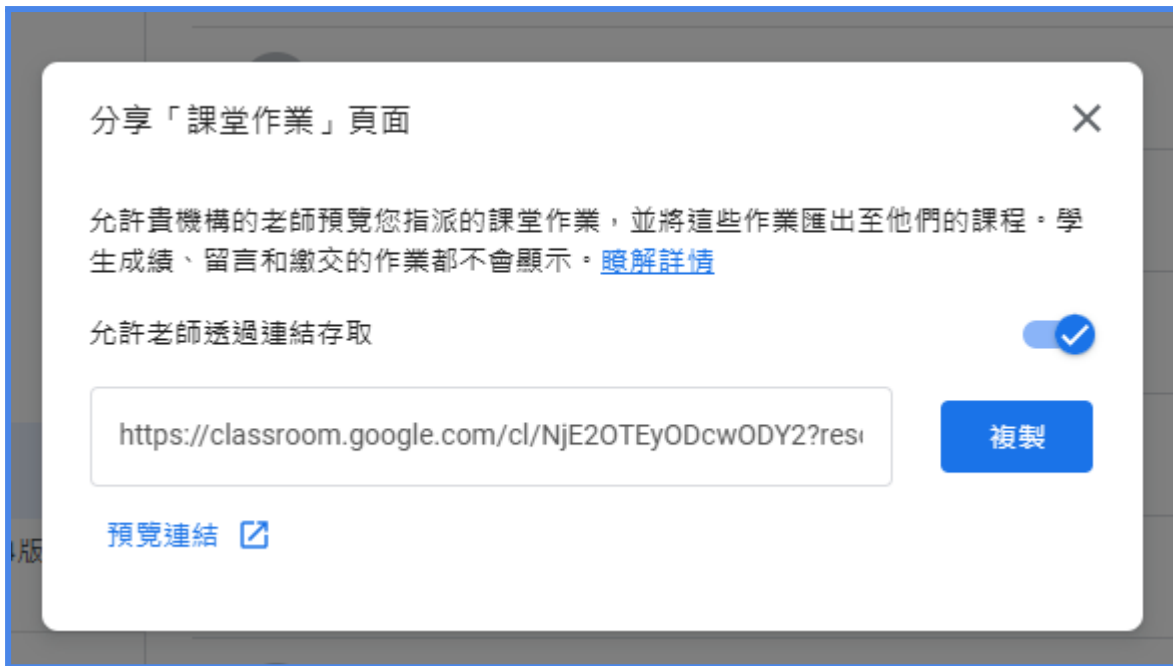 分享「課堂作業」頁面
允許貴機構的老師預覽您指派的課堂作業，並將這些作業匯出至他們的課程。學
生成績、留言和繳交的作業都不會顯示。瞭解詳情
允許老師透過連結存取
https://classroom.google.com/cl/NjE2OTEyODcwODY2?res
複製
預覽連結
版